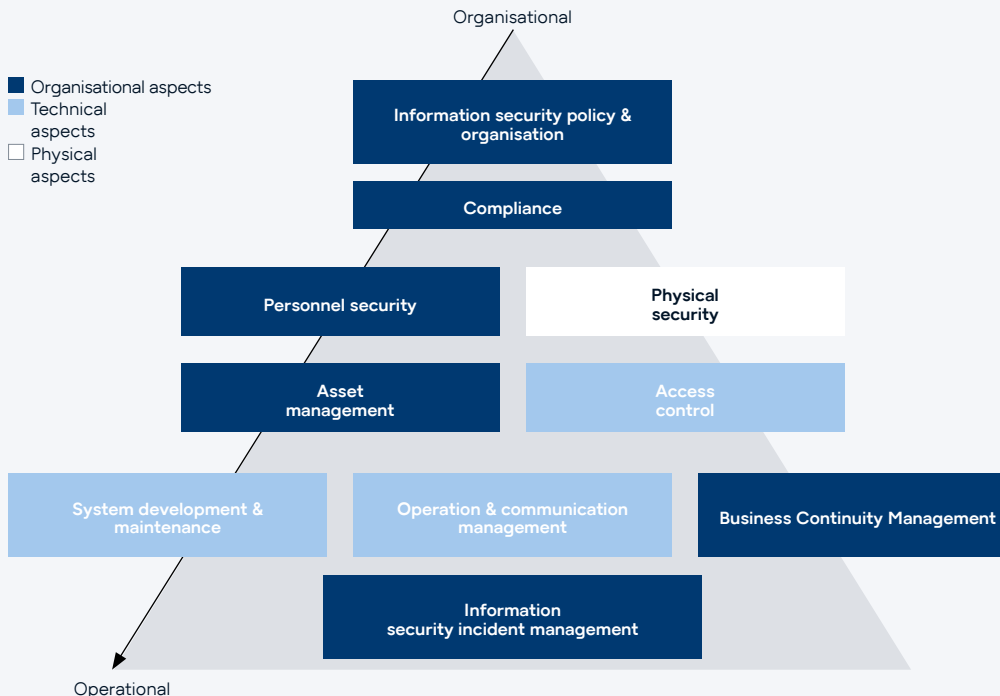 Organisational
Organisational aspects
Technical
aspects
Physical
aspects
Information security policy &
organisation
Compliance
Personnel security
Physical
security
Asset
management
Access
control
System development &
maintenance
Operation & communication
management
Business Continuity Management
Information
security incident management
Operational